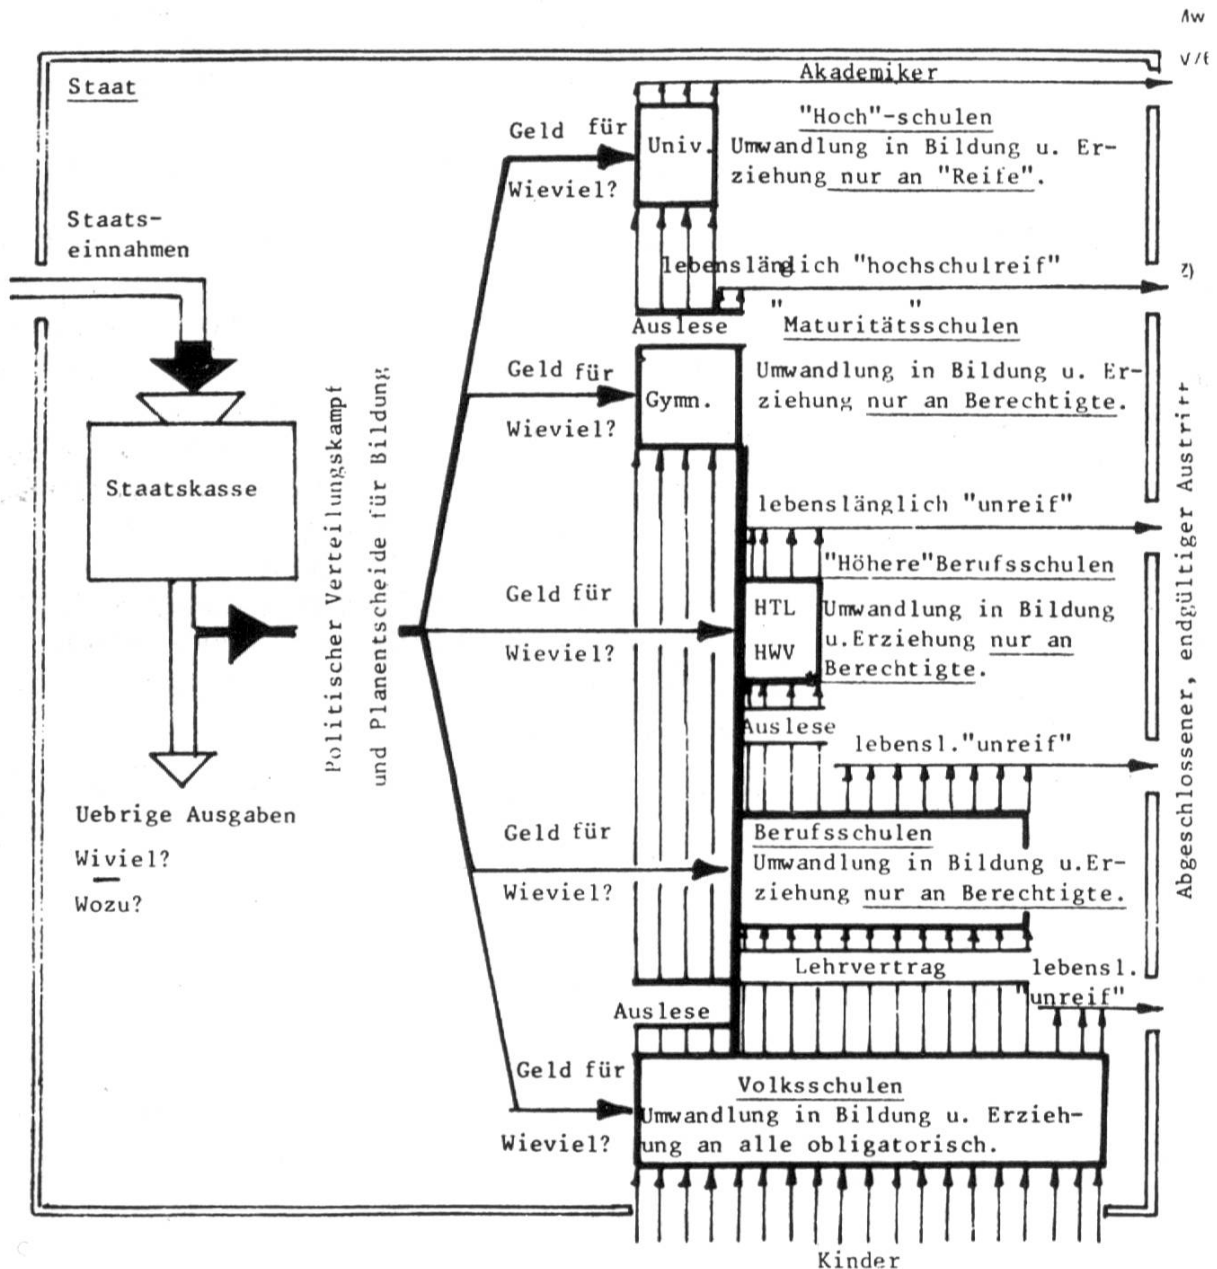 Staat
Staats-
einnahmen
Staatskasse
Uebrige Ausgaben
Wiviel?
Wozu?
Politischer Verteilungskampf
und Planentscheide für Bildung
Akademiker
Geld für
Wieviel?
Univ.
"Hoch"-schulen
Umwandlung in Bildung u. Er-
ziehung nur an "Reife".
lebenslänglich "hochschulreif"
" "
Auslese
Maturitätsschulen
Geld für
Wieviel?
Gymn.
Umwandlung in Bildung u. Er-
ziehung nur an Berechtigte.
lebenslänglich "unreif"
"Höhere"Berufsschulen
Geld für
Wieviel?
HTL
HWV
Umwandlung in Bildung
u.Erziehung nur an
Berechtigte.
Auslese
lebensl."unreif"
Geld für
Wieviel?
Berufsschulen
Umwandlung in Bildung u.Er-
ziehung nur an Berechtigte.
Lehrvertrag
lebensl.
"unreif"
Auslese
Geld für
Wieviel?
Volksschulen
Umwandlung in Bildung u. Erzieh-
ung an alle obligatorisch.
Kinder
Abgeschlossener, endgültiger Austritt